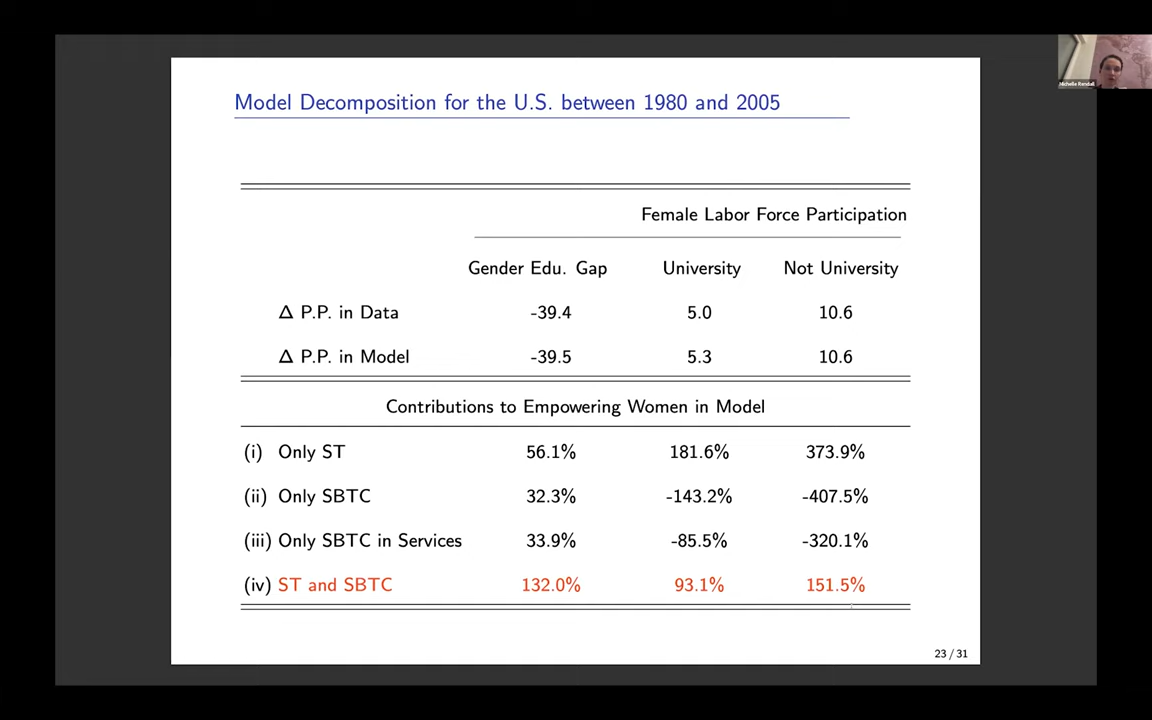 Model Decomposition for the U.S. between 1980 and 2005
Female Labor Force Participation
Gender Edu. Gap University Not University
Δ P.P. in Data -39.4 5.0 10.6
Δ P.P. in Model -39.5 5.3 10.6
Contributions to Empowering Women in Model
(i) Only ST 56.1% 181.6% 373.9%
(ii) Only SBTC 32.3% -143.2% -407.5%
(iii) Only SBTC in Services 33.9% -85.5% -320.1%
(iv) ST and SBTC 132.0% 93.1% 151.5%
23 / 31
Michelle Rendall